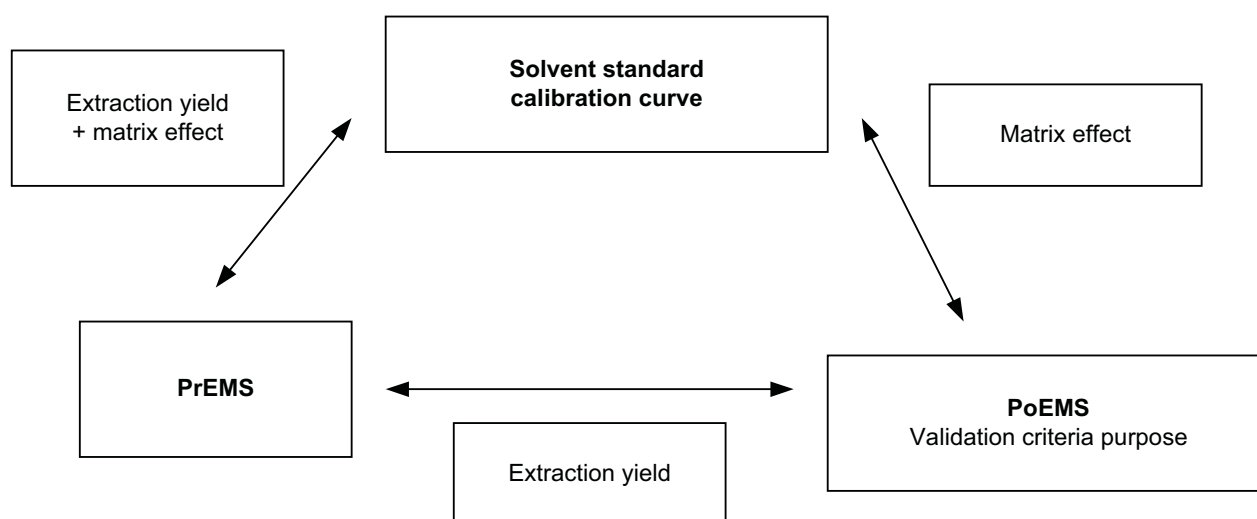 Solvent standard
calibration curve
Extraction yield
+ matrix effect
Matrix effect
PrEMS
PoEMS
Validation criteria purpose
Extraction yield